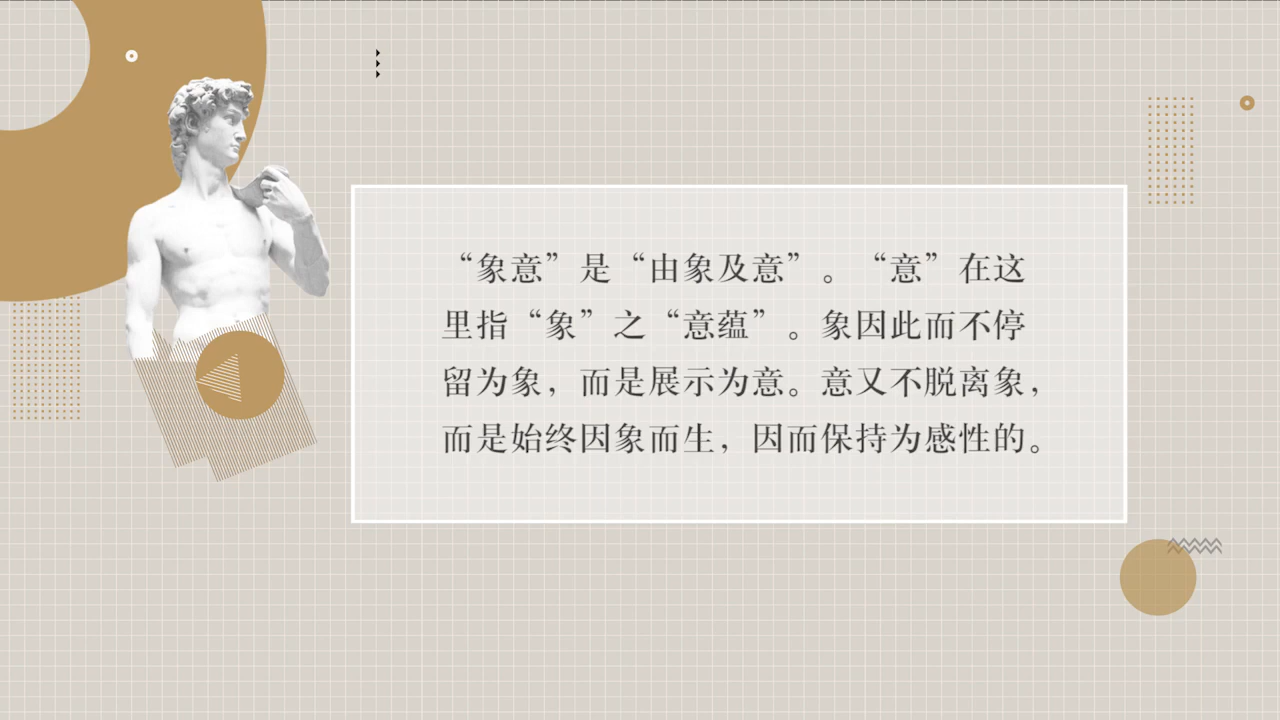 “象意”是“由象及意”。“意”在这
里指“象”之“意蕴”。象因此而不停
留为象，而是展示为意。意又不脱离象，
而是始终因象而生，因而保持为感性的。